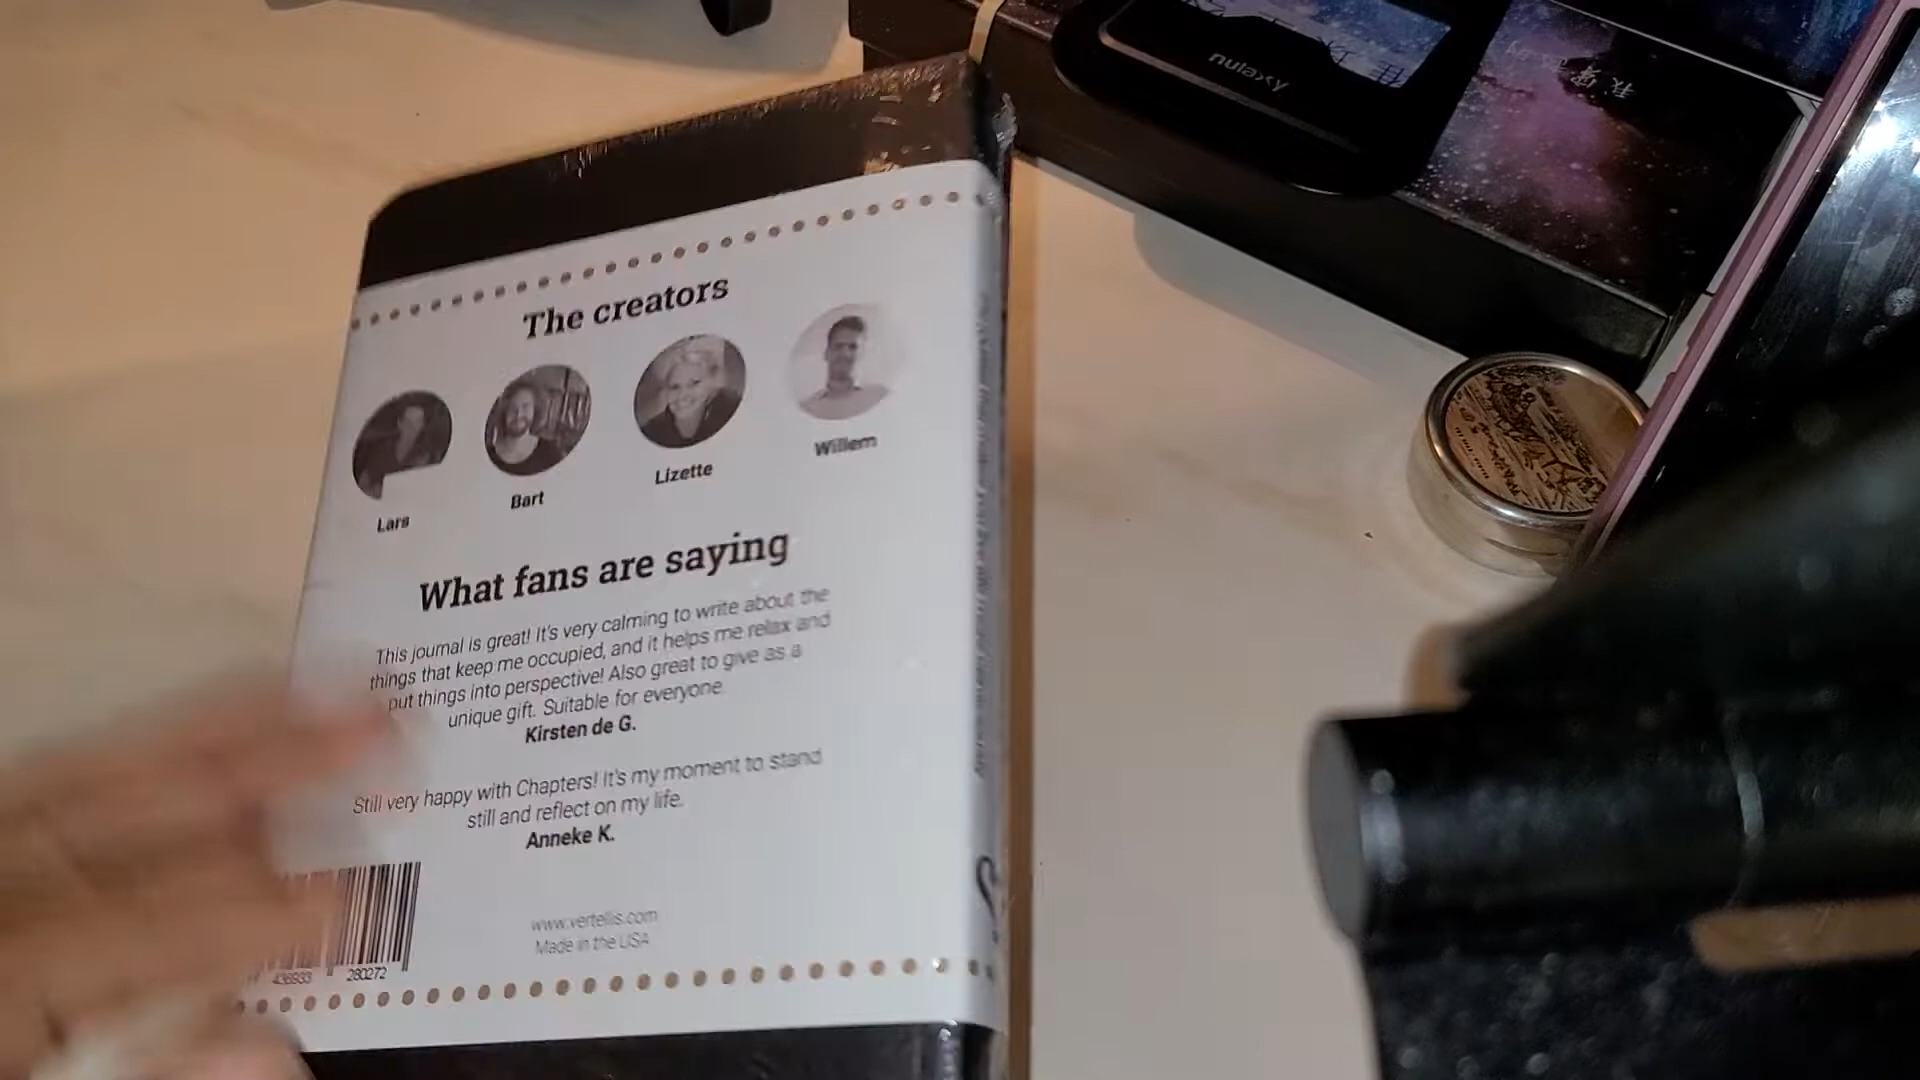 nulaxy
The creators
Lars
Bart
Lizette
Willem
What fans are saying
This journal is great! It's very calming to write about the
things that keep me occupied, and it helps me relax and
put things into perspective! Also great to give as a
unique gift. Suitable for everyone.
Kirsten de G.
Still very happy with Chapters! It's my moment to stand
still and reflect on my life.
Anneke K.
www.vertellis.com
Made in the USA
436933 280272